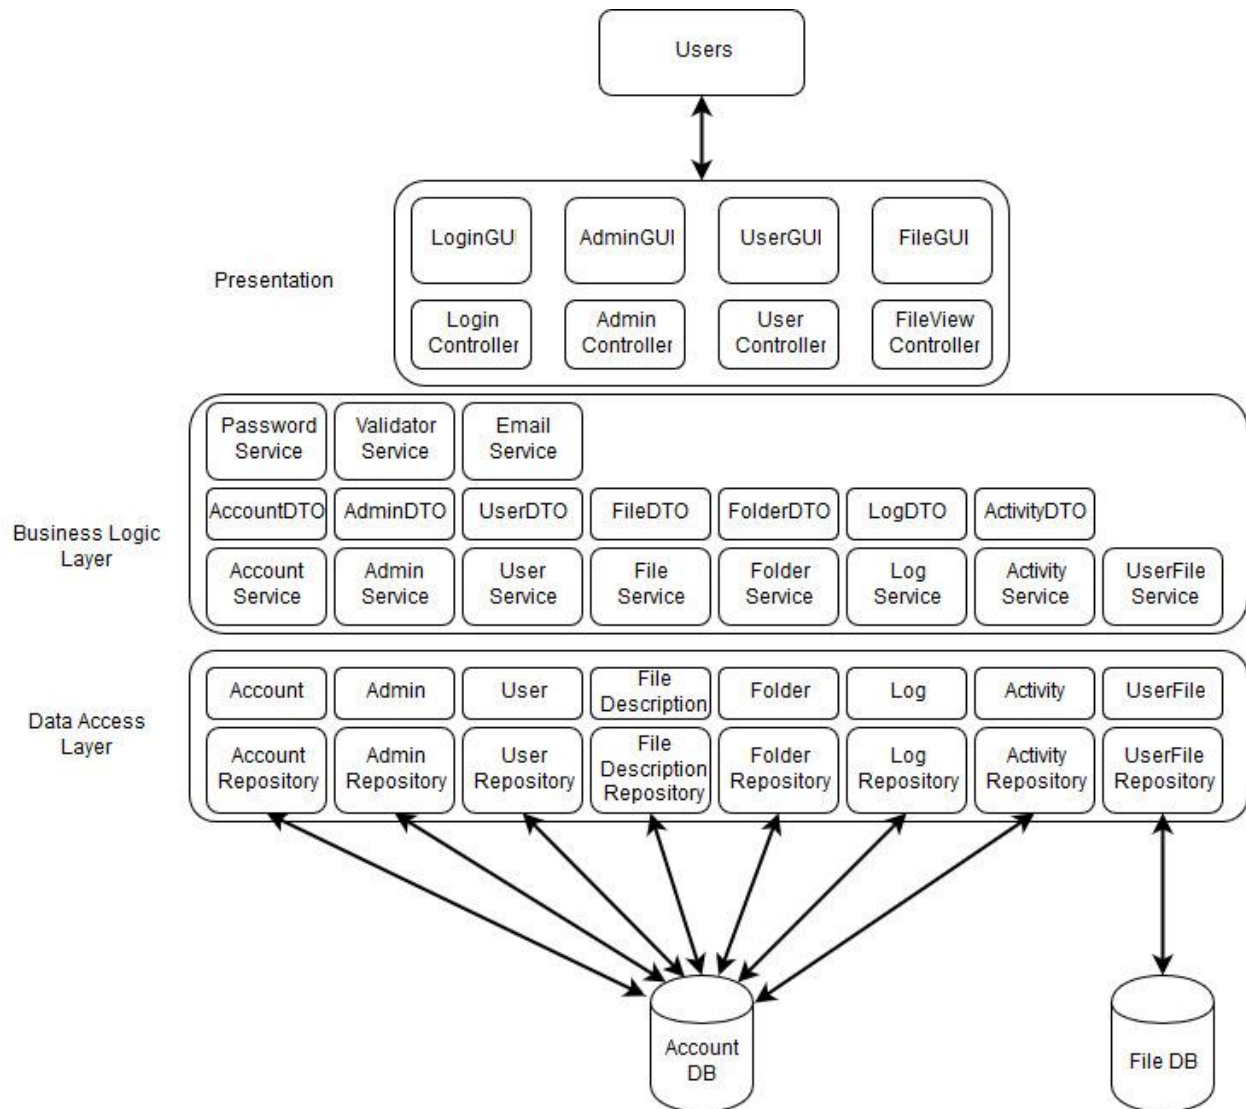 Users
LoginGUI
AdminGUI
UserGUI
FileGUI
Presentation
Login
Controller
Admin
Controller
User
Controller
FileView
Controller
Password
Service
Validator
Service
Email
Service
Business Logic
Layer
AccountDTO
AdminDTO
UserDTO
FileDTO
FolderDTO
LogDTO
ActivityDTO
Account
Service
Admin
Service
User
Service
File
Service
Folder
Service
Log
Service
Activity
Service
UserFile
Service
Data Access
Layer
Account
Admin
User
File
Description
Folder
Log
Activity
UserFile
Account
Repository
Admin
Repository
User
Repository
File
Description
Repository
Folder
Repository
Log
Repository
Activity
Repository
UserFile
Repository
Account
DB
File DB